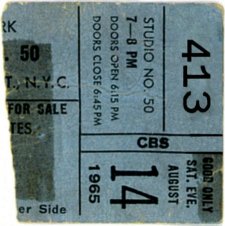 RK
. 50
T., N.Y.C.
FOR SALE
TES.
er Side
STUDIO NO. 50
7–8 PM
DOORS OPEN 6:15 PM
DOORS CLOSE 6:45 PM
413
CBS
GOOD ONLY
SAT. EVE.
AUGUST
14
1965